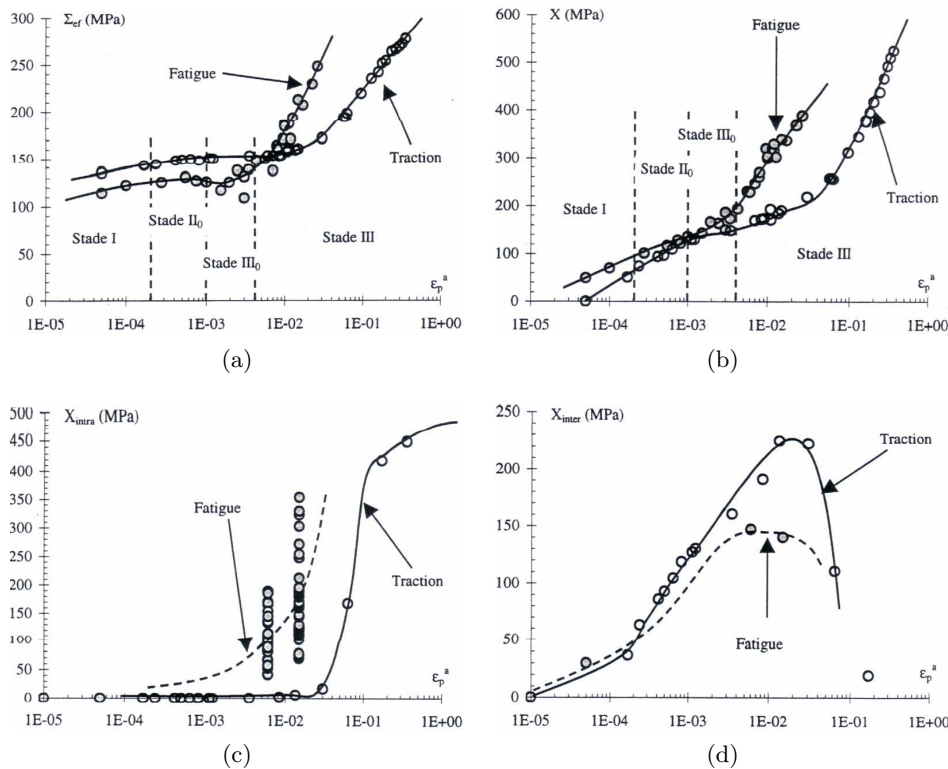 Σef (MPa)
300
250
200
150
100
50
0
Fatigue
Traction
Stade I
Stade II0
Stade III0
Stade III
εp a
1E-05 1E-04 1E-03 1E-02 1E-01 1E+00
(a)
X (MPa)
600
500
400
300
200
100
0
Fatigue
Stade III0
Stade II0
Stade I
Traction
Stade III
εp a
1E-05 1E-04 1E-03 1E-02 1E-01 1E+00
(b)
Xintra (MPa)
500
450
400
350
300
250
200
150
100
50
0
Fatigue
Traction
εp a
1E-05 1E-04 1E-03 1E-02 1E-01 1E+00
(c)
Xinter (MPa)
250
200
150
100
50
0
Traction
Fatigue
εp a
1E-05 1E-04 1E-03 1E-02 1E-01 1E+00
(d)